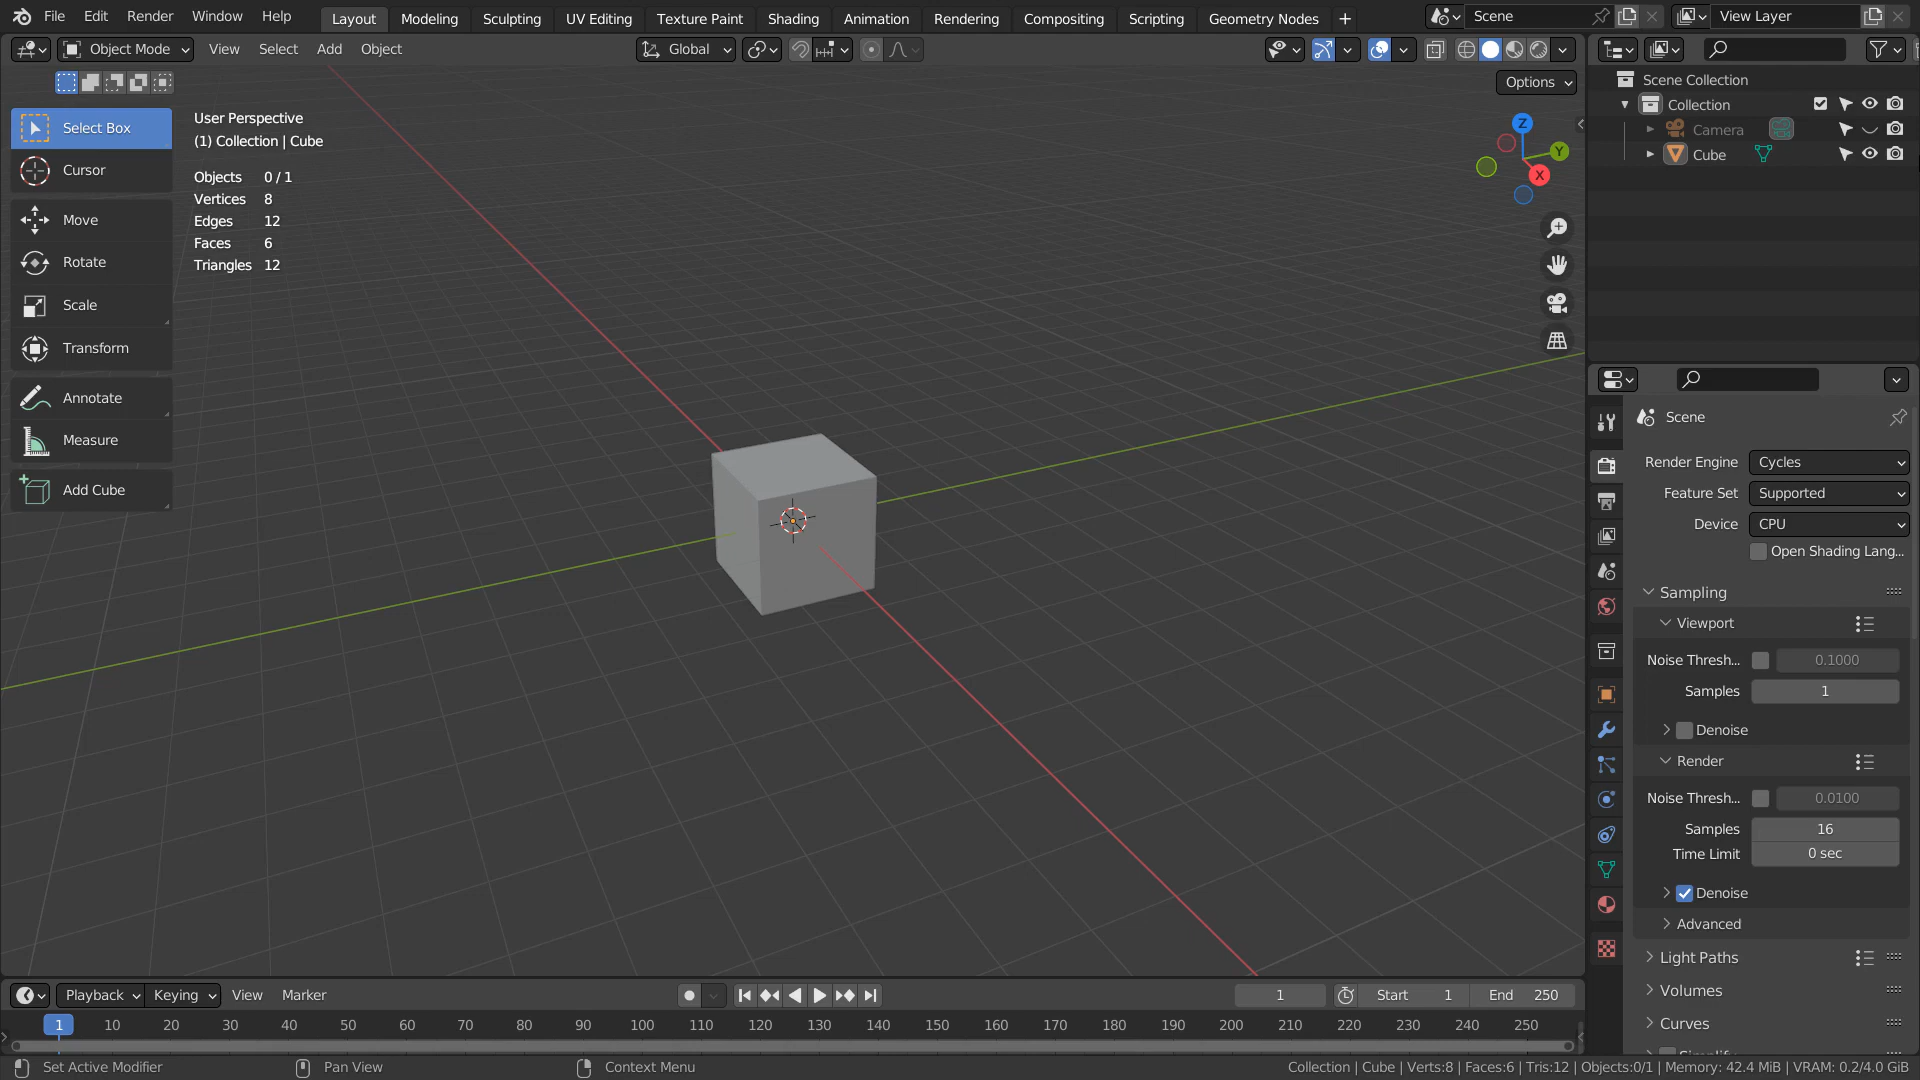 File Edit Render Window Help Layout Modeling Sculpting UV Editing Texture Paint Shading Animation Rendering Compositing Scripting Geometry Nodes + Scene View Layer
Object Mode View Select Add Object Global
Options
Select Box
Cursor
Move
Rotate
Scale
Transform
Annotate
Measure
Add Cube
User Perspective
(1) Collection | Cube
Objects 0 / 1
Vertices 8
Edges 12
Faces 6
Triangles 12
Z
Y
X
Scene Collection
Collection
Camera
Cube
Scene
Render Engine Cycles
Feature Set Supported
Device CPU
Open Shading Lang...
Sampling
Viewport
Noise Thresh... 0.1000
Samples 1
Denoise
Render
Noise Thresh... 0.0100
Samples 16
Time Limit 0 sec
Denoise
Advanced
Light Paths
Volumes
Curves
Playback Keying View Marker 1 Start 1 End 250
1 10 20 30 40 50 60 70 80 90 100 110 120 130 140 150 160 170 180 190 200 210 220 230 240 250
Set Active Modifier Pan View Context Menu Collection | Cube | Verts:8 | Faces:6 | Tris:12 | Objects:0/1 | Memory: 42.4 MiB | VRAM: 0.2/4.0 GiB